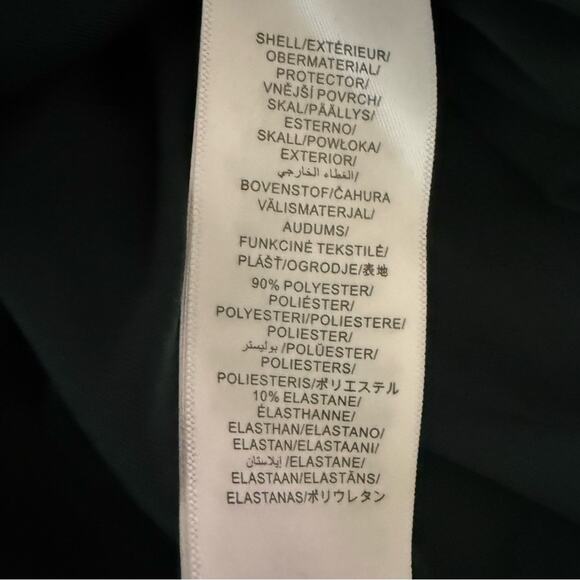 SHELL/EXTÉRIEUR/
OBERMATERIAL/
PROTECTOR/
VNĚJŠÍ POVRCH/
SKAL/PÄÄLLYS/
ESTERNO/
SKALL/POWŁOKA/
EXTERIOR/
الغطاء الخارجي/
BOVENSTOF/ČAHURA
VÄLISMATERJAL/
AUDUMS/
FUNKCINĖ TEKSTILĖ/
PLÁŠŤ/OGRODJE/表地
90% POLYESTER/
POLIÉSTER/
POLYESTERI/POLIESTERE/
POLIESTER/
بوليستر /POLÜESTER/
POLIESTERS/
POLIESTERIS/ポリエステル
10% ELASTANE/
ÉLASTHANNE/
ELASTHAN/ELASTANO/
ELASTAN/ELASTAANI/
إيلاستان /ELASTANE/
ELASTAAN/ELASTĀNS/
ELASTANAS/ポリウレタン